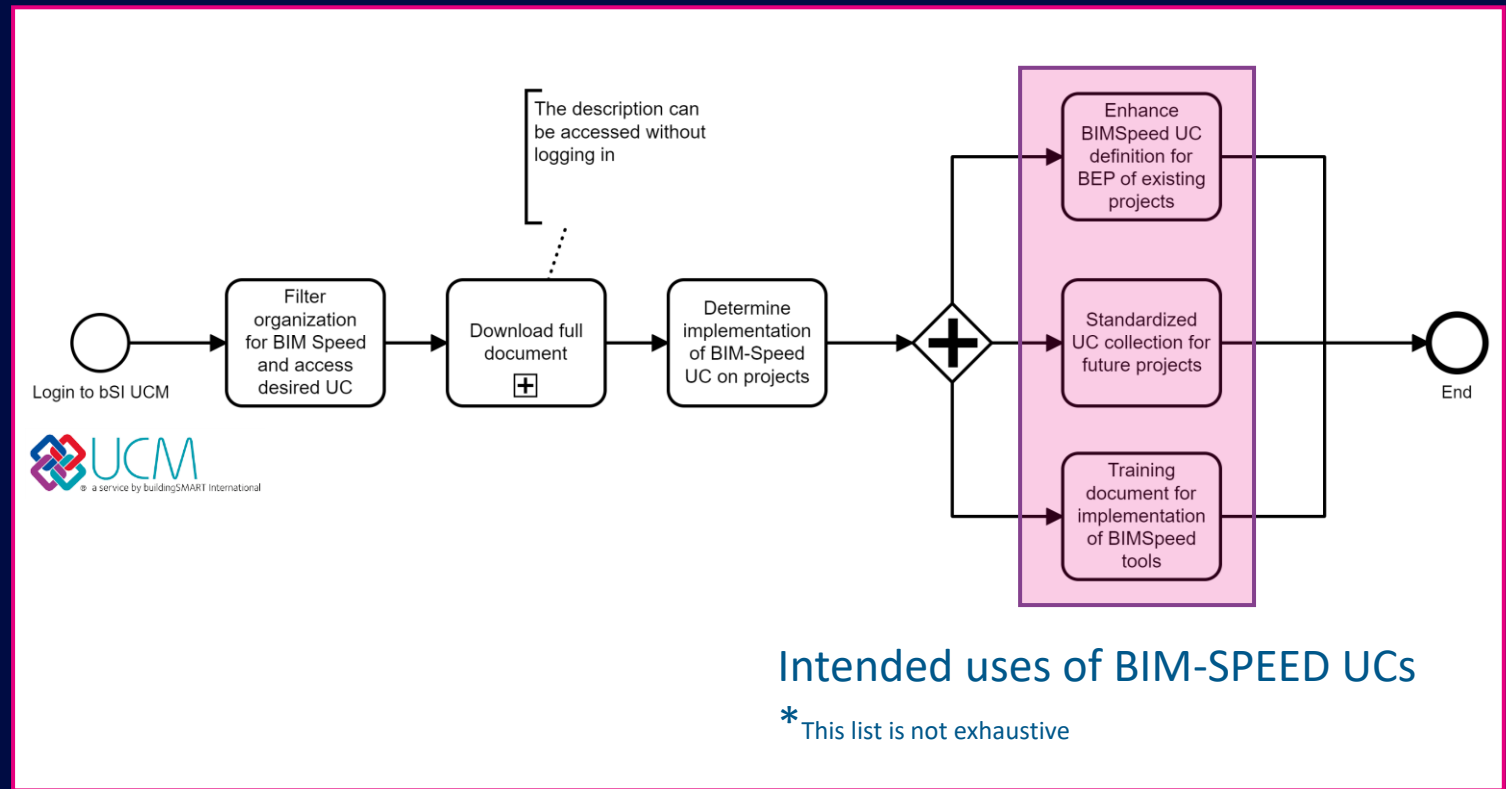 The description can
be accessed without
logging in
Enhance
BIMSpeed UC
definition for
BEP of existing
projects
Filter
organization
for BIM Speed
and access
desired UC
Download full
document
Determine
implementation
of BIM-Speed
UC on projects
Standardized
UC collection for
future projects
Login to bSI UCM
End
UCM
® a service by buildingSMART International
Training
document for
implementation
of BIMSpeed
tools
Intended uses of BIM-SPEED UCs
*This list is not exhaustive